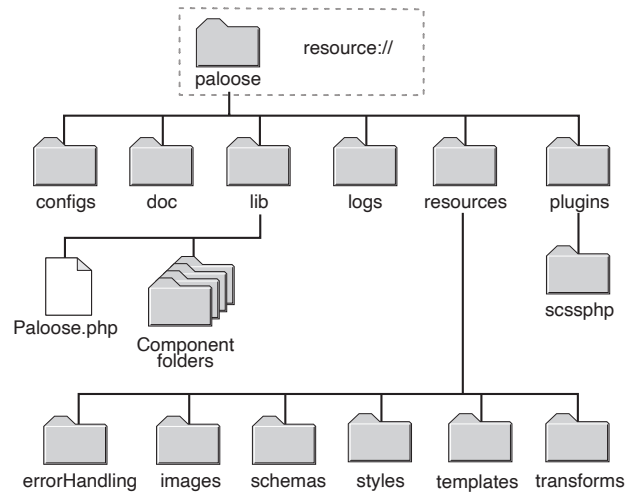 resource://
paloose
configs
doc
lib
logs
resources
plugins
Paloose.php
Component
folders
scssphp
errorHandling
images
schemas
styles
templates
transforms